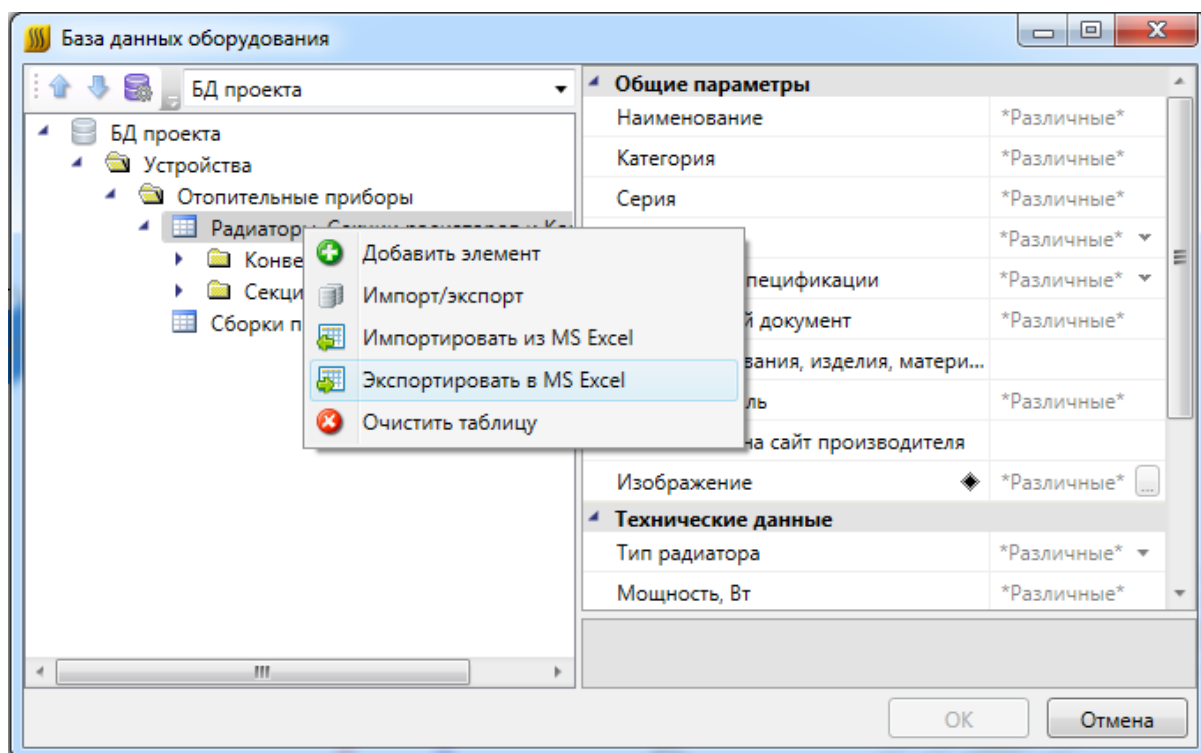 База данных оборудования
БД проекта
БД проекта
Устройства
Отопительные приборы
Конве
Секци
Сборки п
Добавить элемент
Импорт/экспорт
Импортировать из MS Excel
Экспортировать в MS Excel
Очистить таблицу
Общие параметры
Наименование *Различные*
Категория *Различные*
Серия *Различные*
*Различные*
пецификации *Различные*
й документ *Различные*
вания, изделия, матери...
ль *Различные*
на сайт производителя
Изображение *Различные* ...
Технические данные
Тип радиатора *Различные*
Мощность, Вт *Различные*
OK Отмена